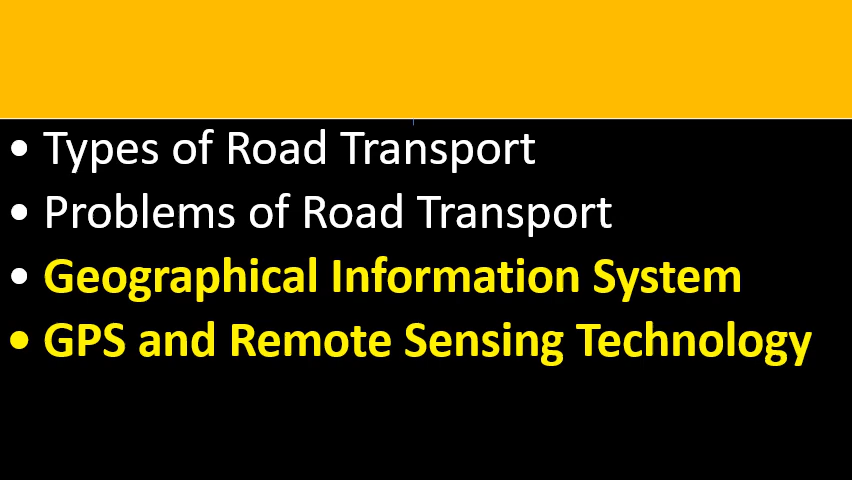 • Types of Road Transport
• Problems of Road Transport
• Geographical Information System
• GPS and Remote Sensing Technology